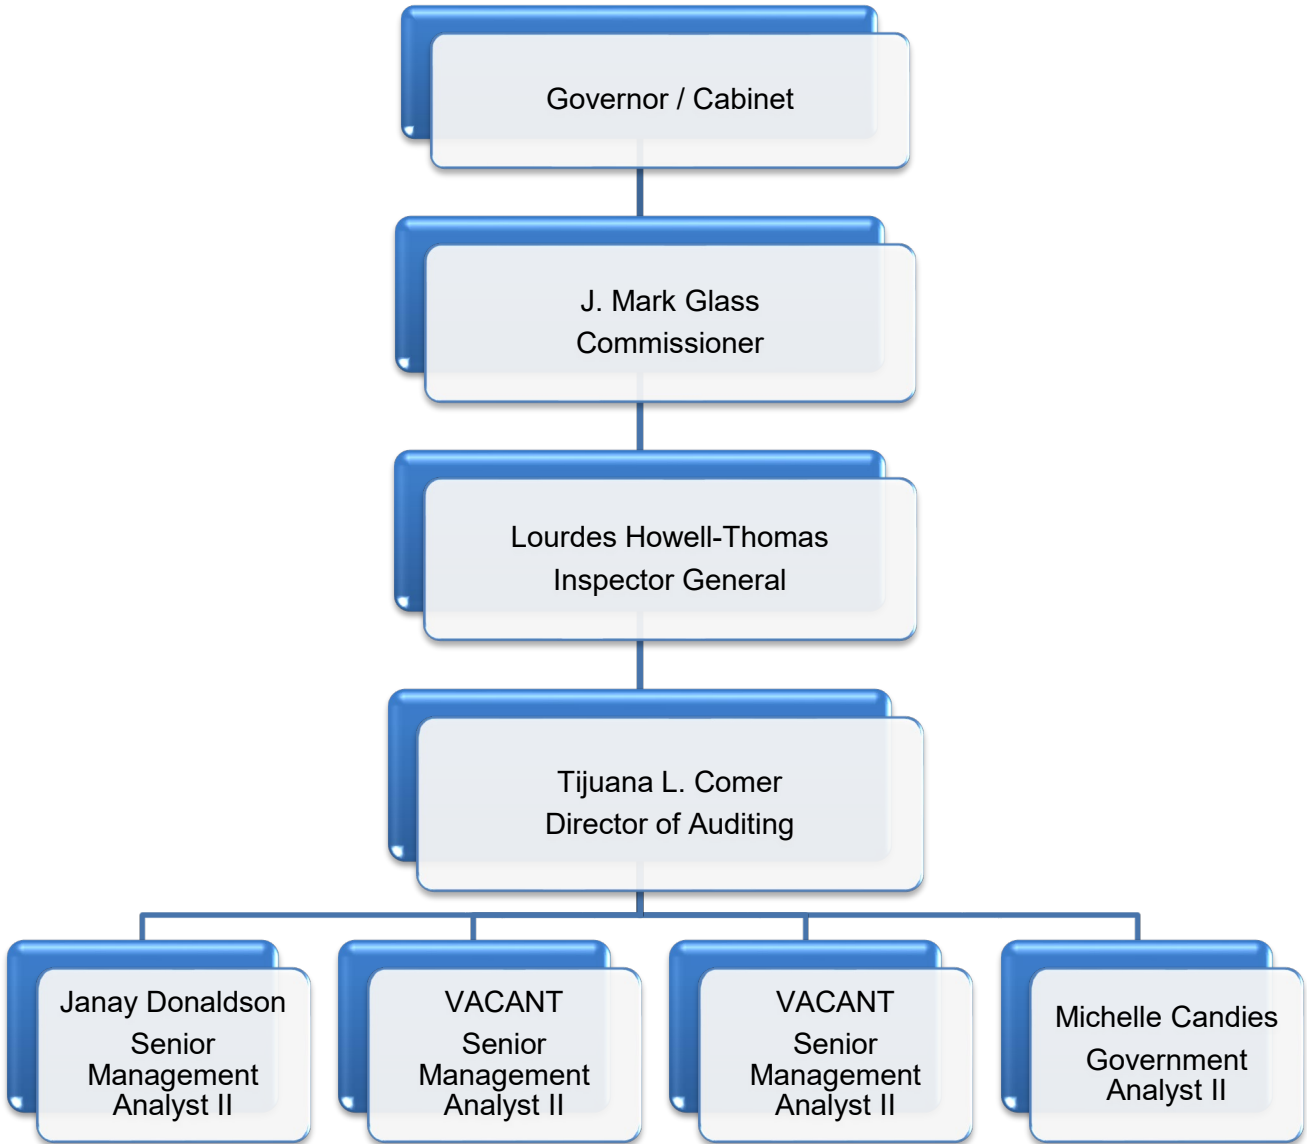 Governor / Cabinet
J. Mark Glass
Commissioner
Lourdes Howell-Thomas
Inspector General
Tijuana L. Comer
Director of Auditing
Janay Donaldson
Senior
Management
Analyst II
VACANT
Senior
Management
Analyst II
VACANT
Senior
Management
Analyst II
Michelle Candies
Government
Analyst II